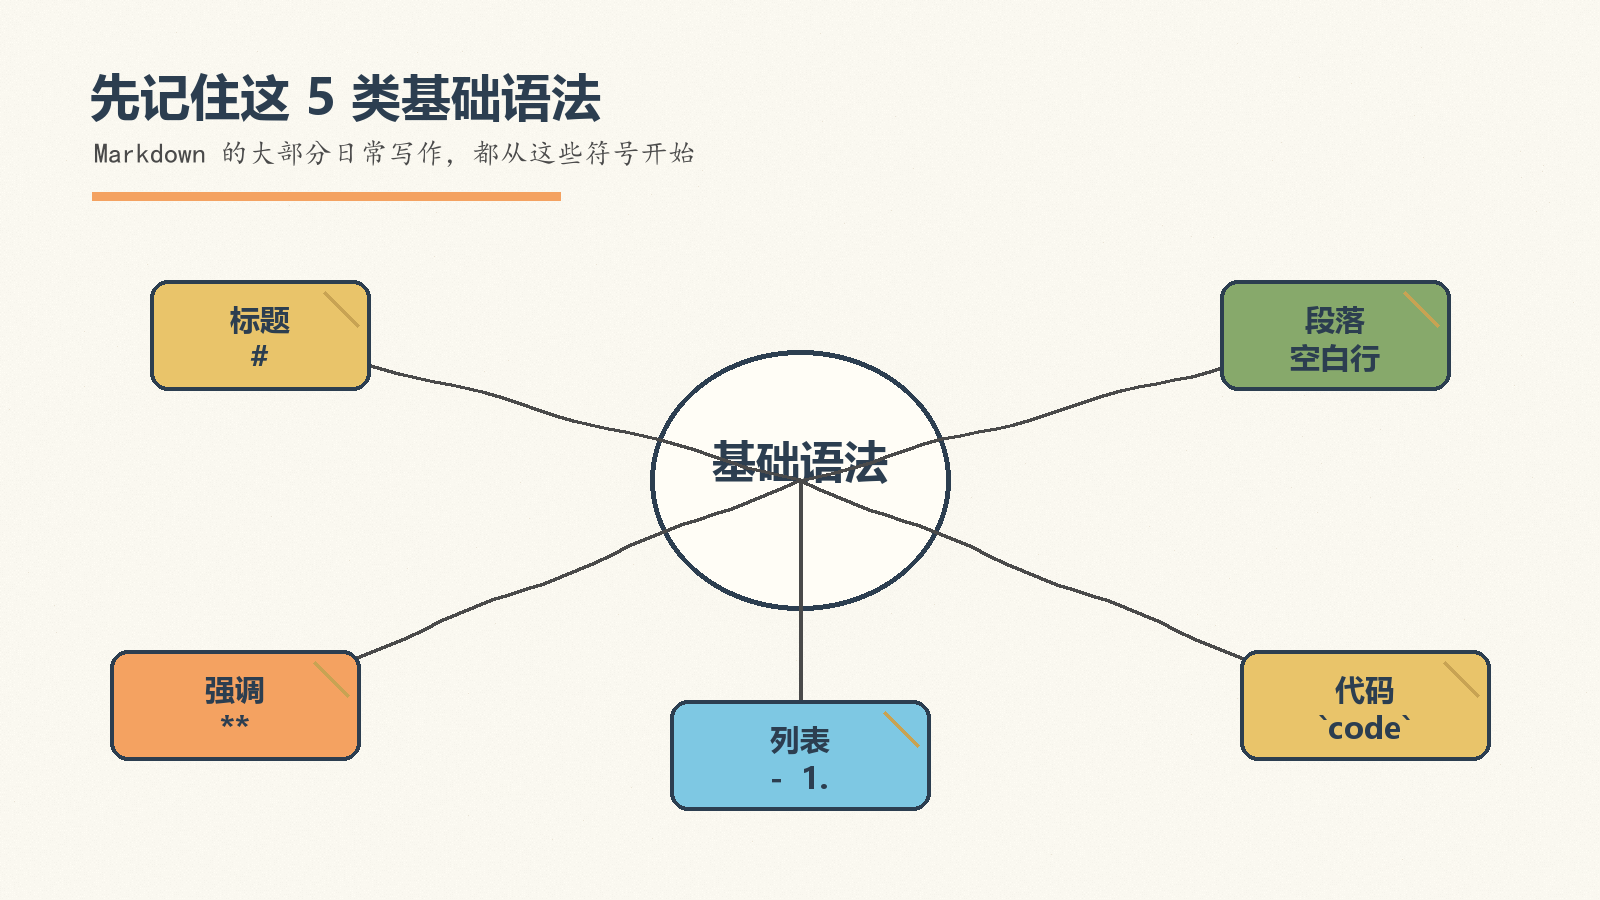 先记住这 5 类基础语法
Markdown 的大部分日常写作，都从这些符号开始
标题
#
段落
空白行
基础语法
强调
**
列表
- 1.
代码
`code`